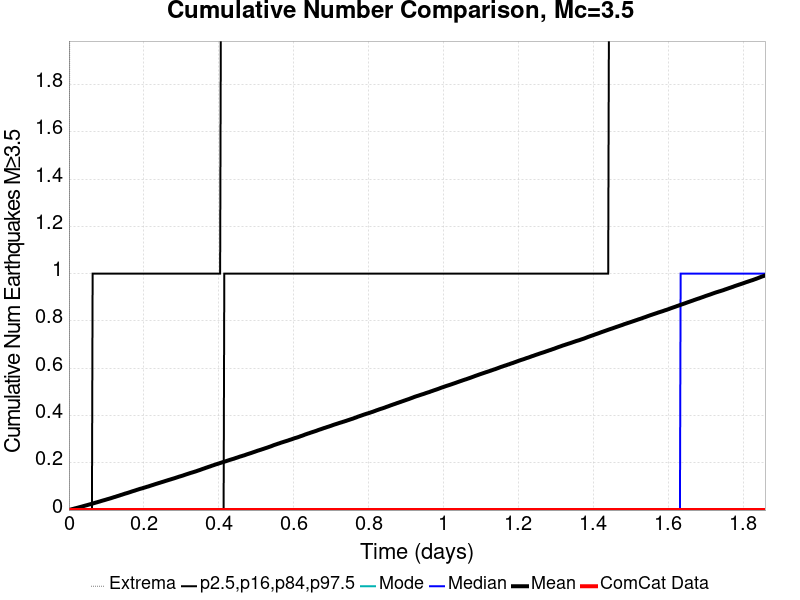 Cumulative Number Comparison, Mc=3.5
Cumulative Num Earthquakes M≥3.5
1.8
1.6
1.4
1.2
1
0.8
0.6
0.4
0.2
0
0 0.2 0.4 0.6 0.8 1 1.2 1.4 1.6 1.8
Time (days)
Extrema p2.5,p16,p84,p97.5 Mode Median Mean ComCat Data